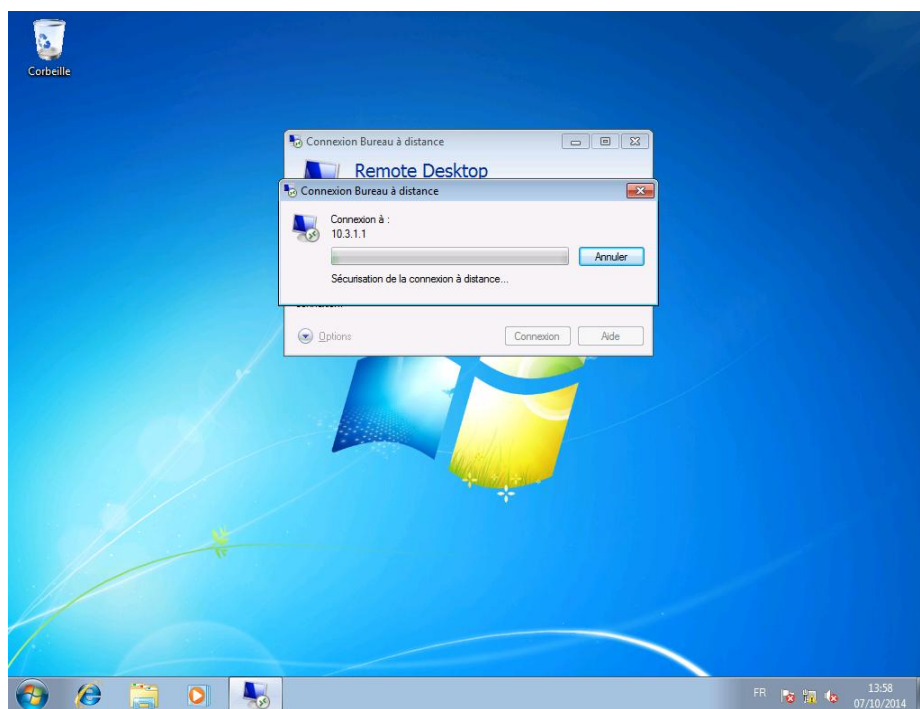 Corbeille
Connexion Bureau à distance
Remote Desktop
Connexion Bureau à distance
Connexion à :
10.3.1.1
Annuler
Sécurisation de la connexion à distance...
Options
Connexion
Aide
FR
13:58
07/10/2014